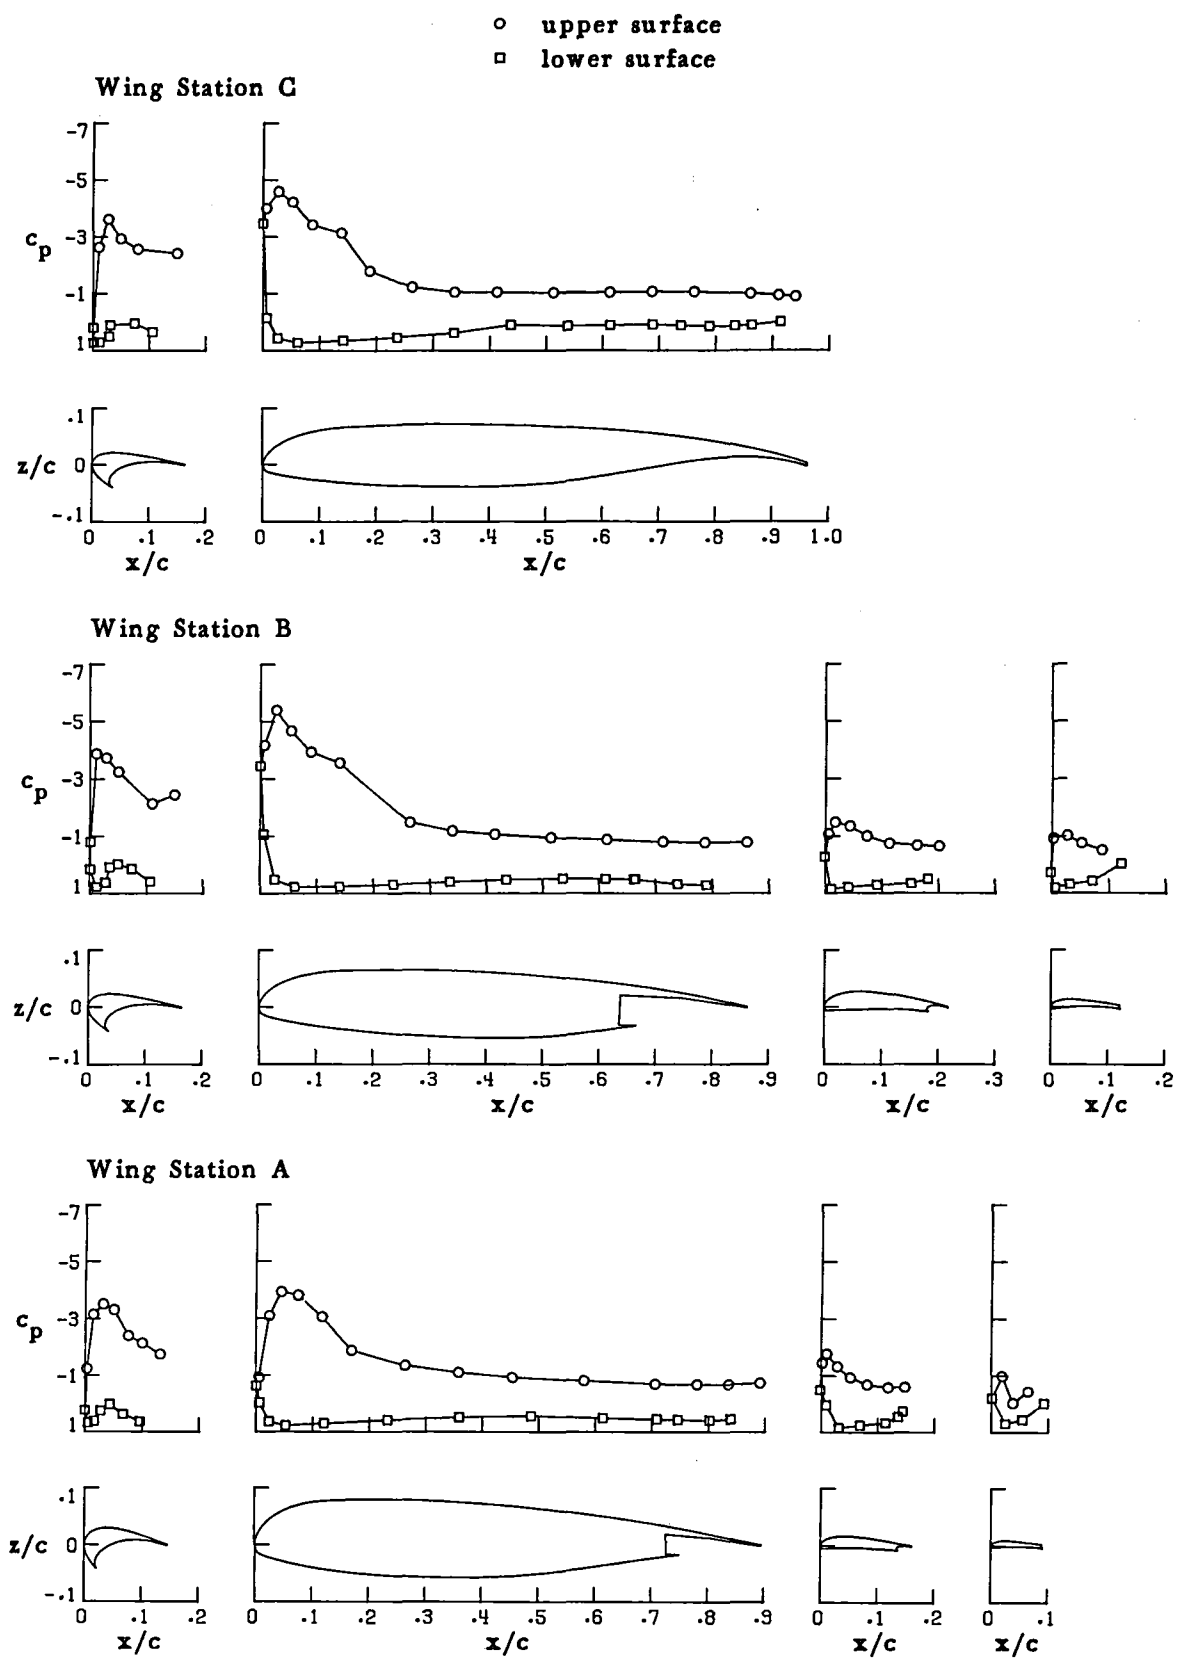 upper surface
lower surface
Wing Station C
-7
-5
-3
-1
1
cp
.1
0
-.1
z/c
0 .1 .2
x/c
0 .1 .2 .3 .4 .5 .6 .7 .8 .9 1.0
x/c
Wing Station B
-7
-5
-3
-1
1
cp
.1
0
-.1
z/c
0 .1 .2
x/c
0 .1 .2 .3 .4 .5 .6 .7 .8 .9
x/c
0 .1 .2 .3
x/c
0 .1 .2
x/c
Wing Station A
-7
-5
-3
-1
1
cp
.1
0
-.1
z/c
0 .1 .2
x/c
0 .1 .2 .3 .4 .5 .6 .7 .8 .9
x/c
0 .1 .2
x/c
0 .1
x/c